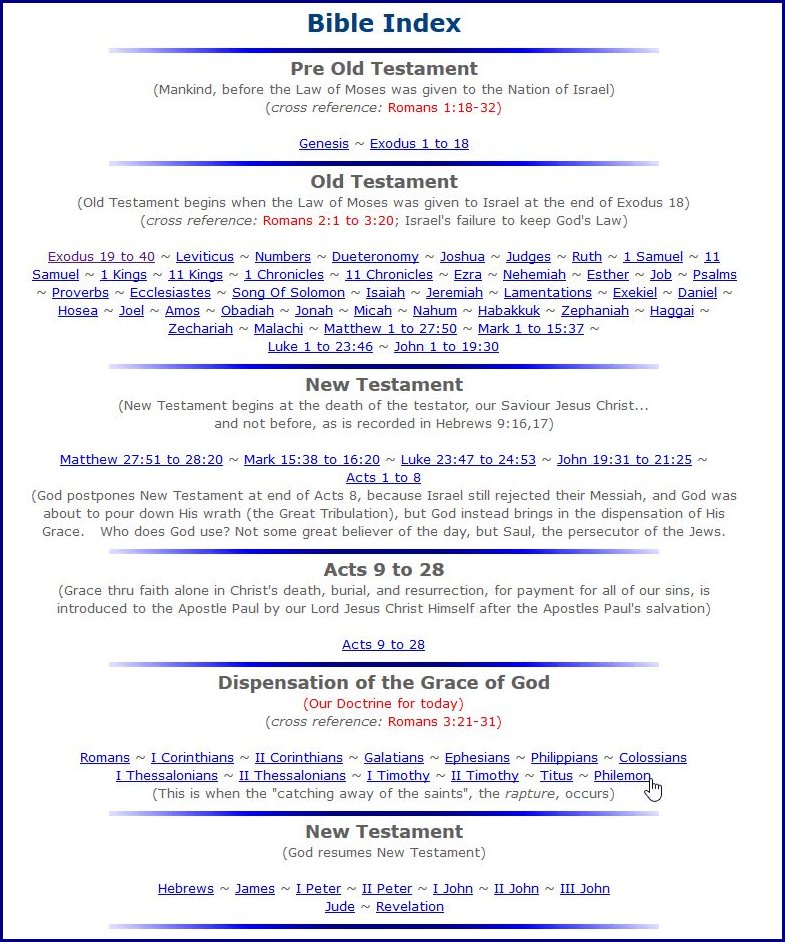 Bible Index
Pre Old Testament
(Mankind, before the Law of Moses was given to the Nation of Israel)
(cross reference: Romans 1:18-32)
Genesis ~ Exodus 1 to 18
Old Testament
(Old Testament begins when the Law of Moses was given to Israel at the end of Exodus 18)
(cross reference: Romans 2:1 to 3:20; Israel's failure to keep God's Law)
Exodus 19 to 40 ~ Leviticus ~ Numbers ~ Dueteronomy ~ Joshua ~ Judges ~ Ruth ~ 1 Samuel ~ 11
Samuel ~ 1 Kings ~ 11 Kings ~ 1 Chronicles ~ 11 Chronicles ~ Ezra ~ Nehemiah ~ Esther ~ Job ~ Psalms
~ Proverbs ~ Ecclesiastes ~ Song Of Solomon ~ Isaiah ~ Jeremiah ~ Lamentations ~ Exekiel ~ Daniel ~
Hosea ~ Joel ~ Amos ~ Obadiah ~ Jonah ~ Micah ~ Nahum ~ Habakkuk ~ Zephaniah ~ Haggai ~
Zechariah ~ Malachi ~ Matthew 1 to 27:50 ~ Mark 1 to 15:37 ~
Luke 1 to 23:46 ~ John 1 to 19:30
New Testament
(New Testament begins at the death of the testator, our Saviour Jesus Christ...
and not before, as is recorded in Hebrews 9:16,17)
Matthew 27:51 to 28:20 ~ Mark 15:38 to 16:20 ~ Luke 23:47 to 24:53 ~ John 19:31 to 21:25 ~
Acts 1 to 8
(God postpones New Testament at end of Acts 8, because Israel still rejected their Messiah, and God was
about to pour down His wrath (the Great Tribulation), but God instead brings in the dispensation of His
Grace. Who does God use? Not some great believer of the day, but Saul, the persecutor of the Jews.
Acts 9 to 28
(Grace thru faith alone in Christ's death, burial, and resurrection, for payment for all of our sins, is
introduced to the Apostle Paul by our Lord Jesus Christ Himself after the Apostles Paul's salvation)
Acts 9 to 28
Dispensation of the Grace of God
(Our Doctrine for today)
(cross reference: Romans 3:21-31)
Romans ~ I Corinthians ~ II Corinthians ~ Galatians ~ Ephesians ~ Philippians ~ Colossians
I Thessalonians ~ II Thessalonians ~ I Timothy ~ II Timothy ~ Titus ~ Philemon
(This is when the "catching away of the saints", the rapture, occurs)
New Testament
(God resumes New Testament)
Hebrews ~ James ~ I Peter ~ II Peter ~ I John ~ II John ~ III John
Jude ~ Revelation